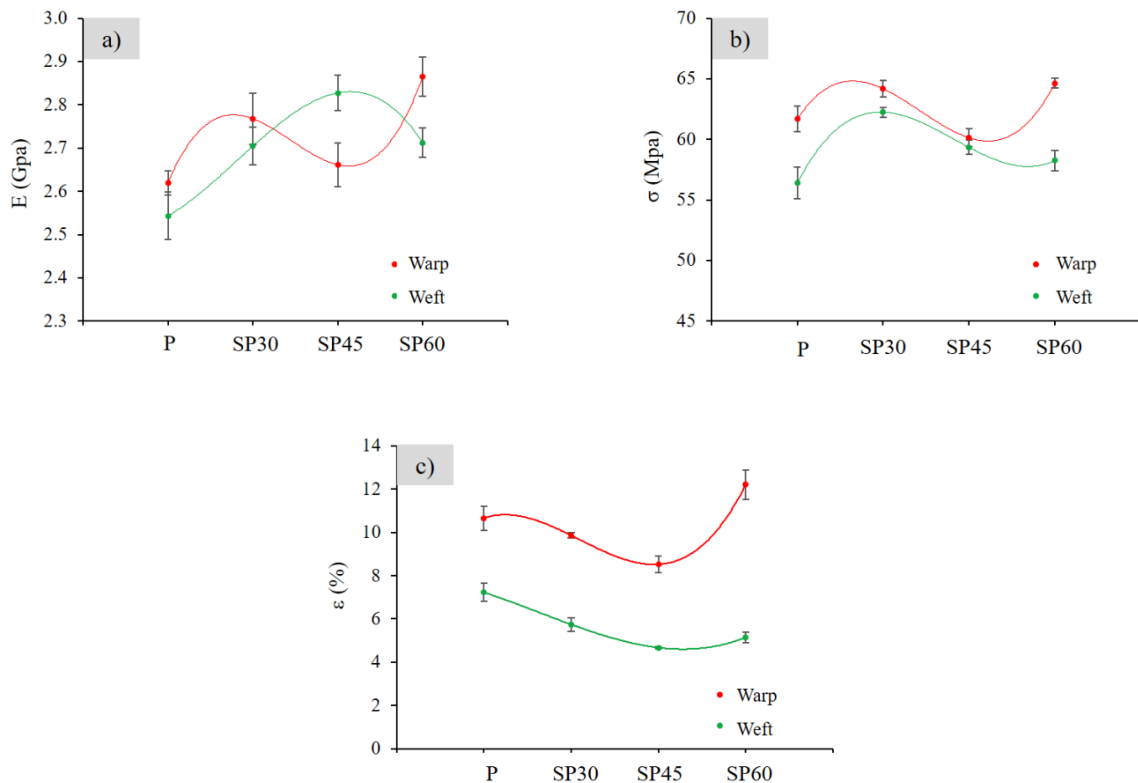 a)
E (Gpa)
3.0
2.9
2.8
2.7
2.6
2.5
2.4
2.3
P SP30 SP45 SP60
Warp
Weft
b)
σ (Mpa)
70
65
60
55
50
45
P SP30 SP45 SP60
Warp
Weft
c)
ε (%)
14
12
10
8
6
4
2
0
P SP30 SP45 SP60
Warp
Weft